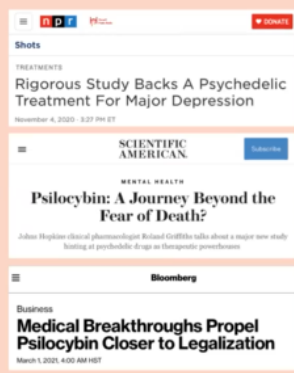 npr
DONATE
Shots
TREATMENTS
Rigorous Study Backs A Psychedelic
Treatment For Major Depression
November 4, 2020 · 3:27 PM ET
SCIENTIFIC
AMERICAN.
Subscribe
MENTAL HEALTH
Psilocybin: A Journey Beyond the
Fear of Death?
Johns Hopkins clinical pharmacologist Roland Griffiths talks about a major new study
hinting at psychedelic drugs as therapeutic powerhouses
Bloomberg
Business
Medical Breakthroughs Propel
Psilocybin Closer to Legalization
March 1, 2021, 4:00 AM HST